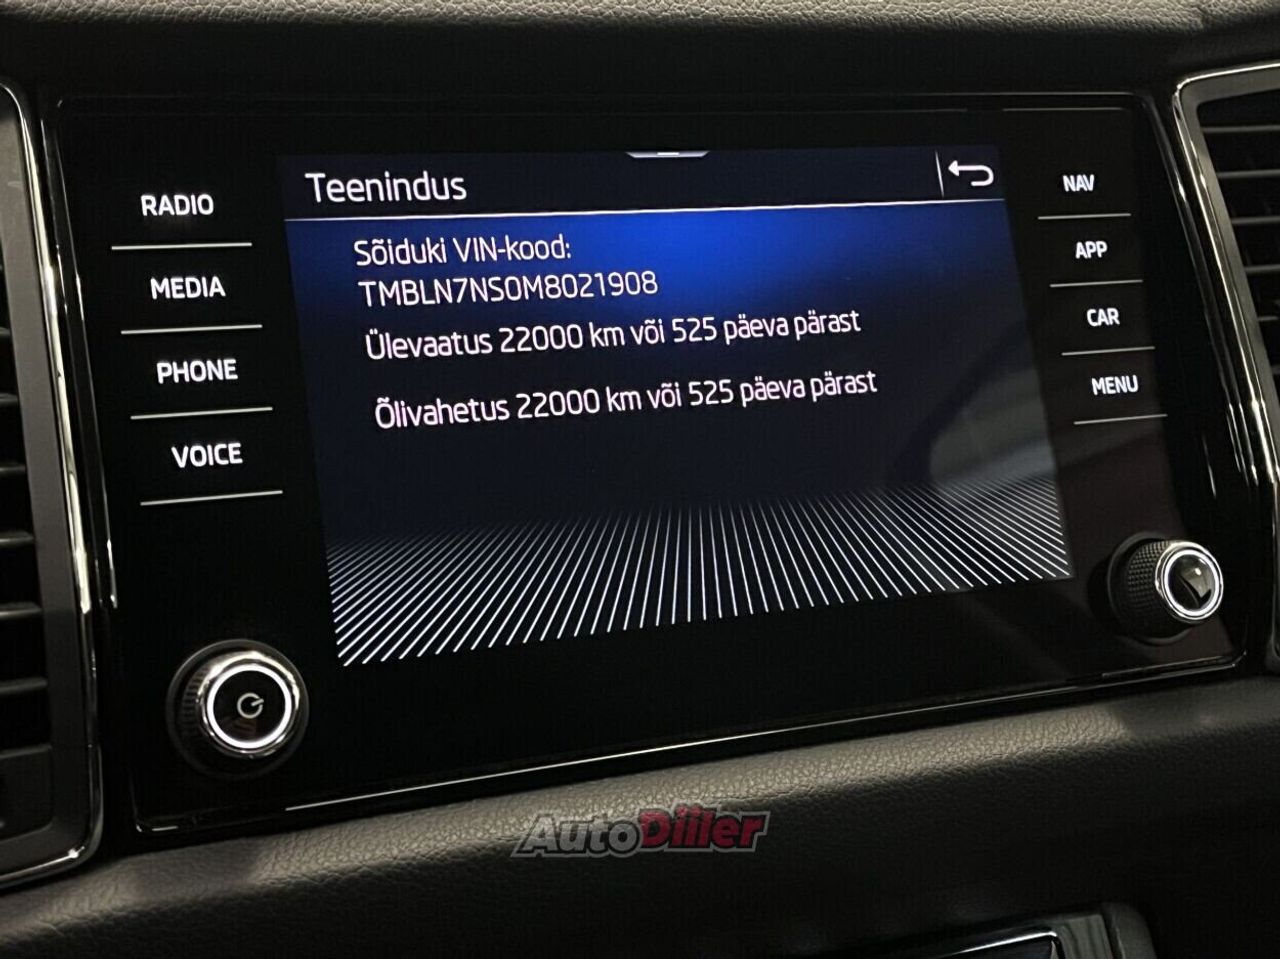 Teenindus
Sõiduki VIN-kood:
TMBLN7NS0M8021908
Ülevaatus 22000 km või 525 päeva pärast
Õlivahetus 22000 km või 525 päeva pärast
RADIO
MEDIA
PHONE
VOICE
NAV
APP
CAR
MENU
AutoDiiler